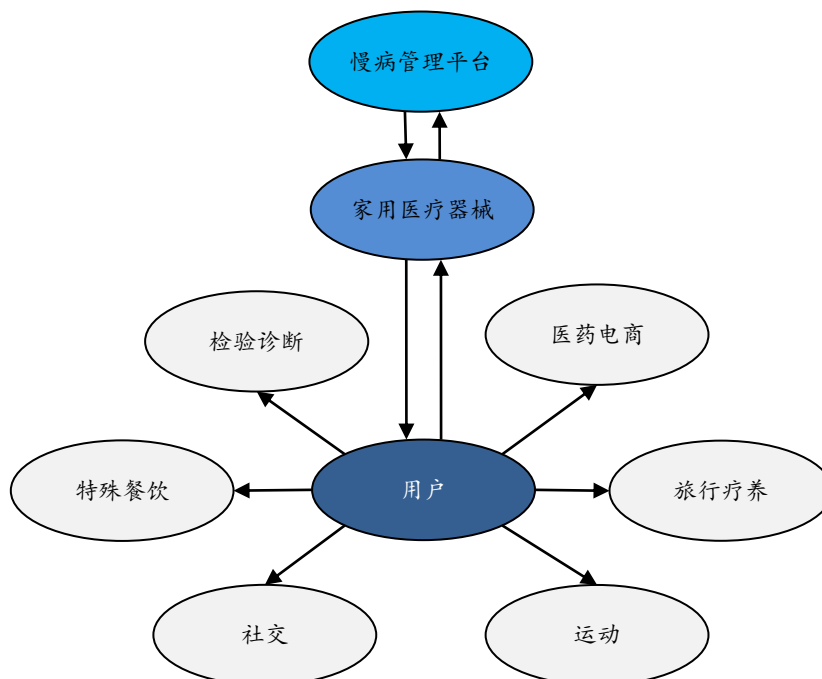 慢病管理平台
家用医疗器械
检验诊断
医药电商
特殊餐饮
用户
旅行疗养
社交
运动